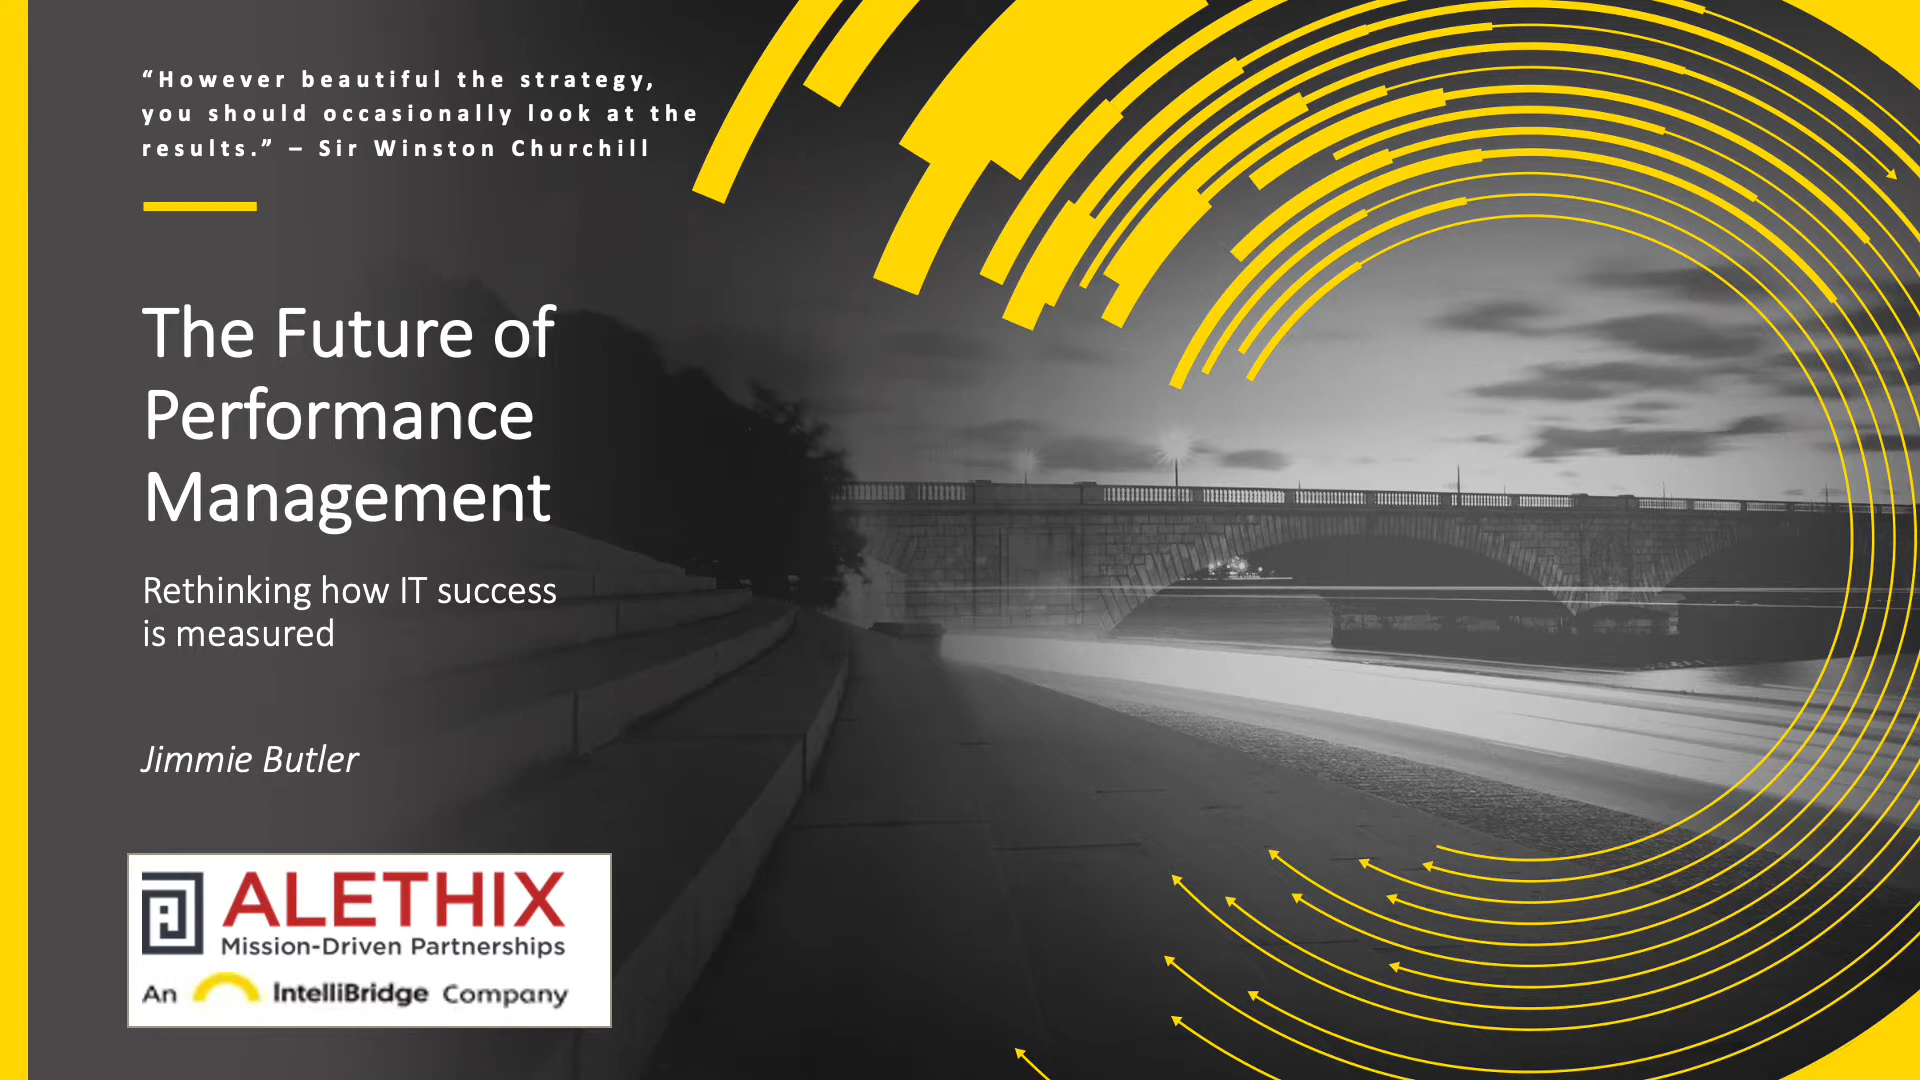 “However beautiful the strategy,
you should occasionally look at the
results.” – Sir Winston Churchill
The Future of
Performance
Management
Rethinking how IT success
is measured
Jimmie Butler
ALETHIX
Mission-Driven Partnerships
An IntelliBridge Company